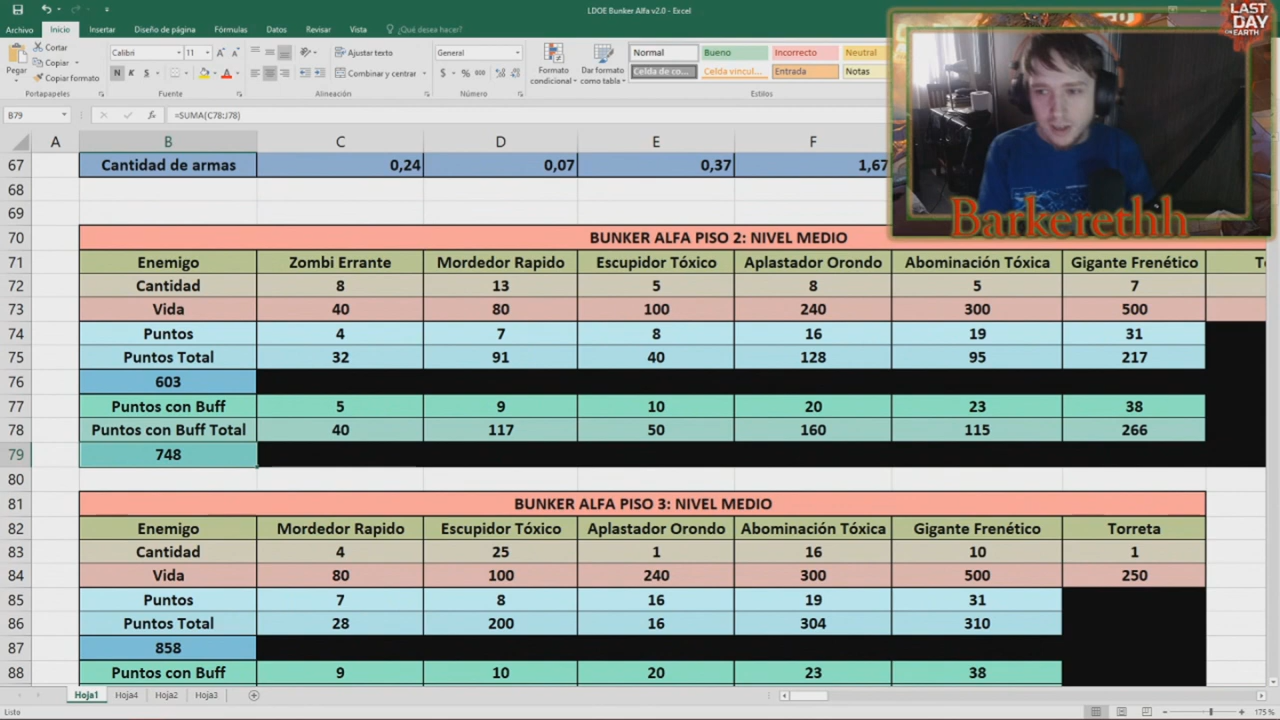 LDOE Bunker Alfa v2.0 - Excel
LAST DAY ON EARTH
Archivo Inicio Insertar Diseño de página Fórmulas Datos Revisar Vista ¿Qué desea hacer?
Pegar Cortar Copiar Copiar formato
Calibri 11
N K S
Ajustar texto
Combinar y centrar
General
$ % 000
Formato condicional Dar formato como tabla
Normal Bueno Incorrecto Neutral
Celda de co... Celda vincul... Entrada Notas
Portapapeles Fuente Alineación Número Estilos
B79 fx =SUMA(C78:J78)
A B C D E F
67 Cantidad de armas 0,24 0,07 0,37 1,67
Barkerethh
68
69
70 BUNKER ALFA PISO 2: NIVEL MEDIO
71 Enemigo Zombi Errante Mordedor Rapido Escupidor Tóxico Aplastador Orondo Abominación Tóxica Gigante Frenético
72 Cantidad 8 13 5 8 5 7
73 Vida 40 80 100 240 300 500
74 Puntos 4 7 8 16 19 31
75 Puntos Total 32 91 40 128 95 217
76 603
77 Puntos con Buff 5 9 10 20 23 38
78 Puntos con Buff Total 40 117 50 160 115 266
79 748
80
81 BUNKER ALFA PISO 3: NIVEL MEDIO
82 Enemigo Mordedor Rapido Escupidor Tóxico Aplastador Orondo Abominación Tóxica Gigante Frenético Torreta
83 Cantidad 4 25 1 16 10 1
84 Vida 80 100 240 300 500 250
85 Puntos 7 8 16 19 31
86 Puntos Total 28 200 16 304 310
87 858
88 Puntos con Buff 9 10 20 23 38
Hoja1 Hoja4 Hoja2 Hoja3
Listo 175 %